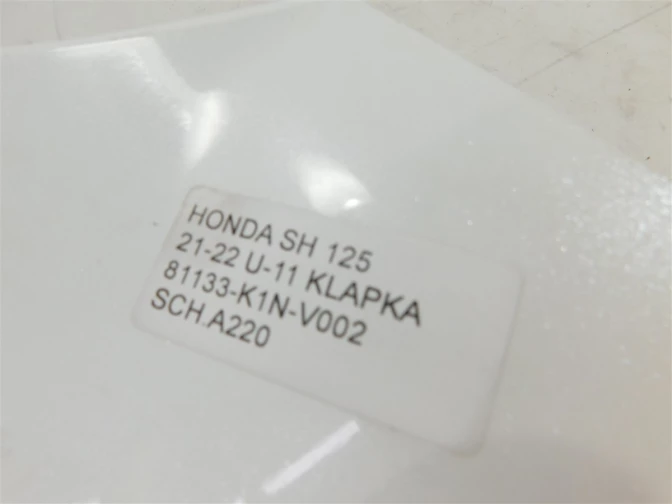 HONDA SH 125
21-22 U-11 KLAPKA
81133-K1N-V002
SCH.A220